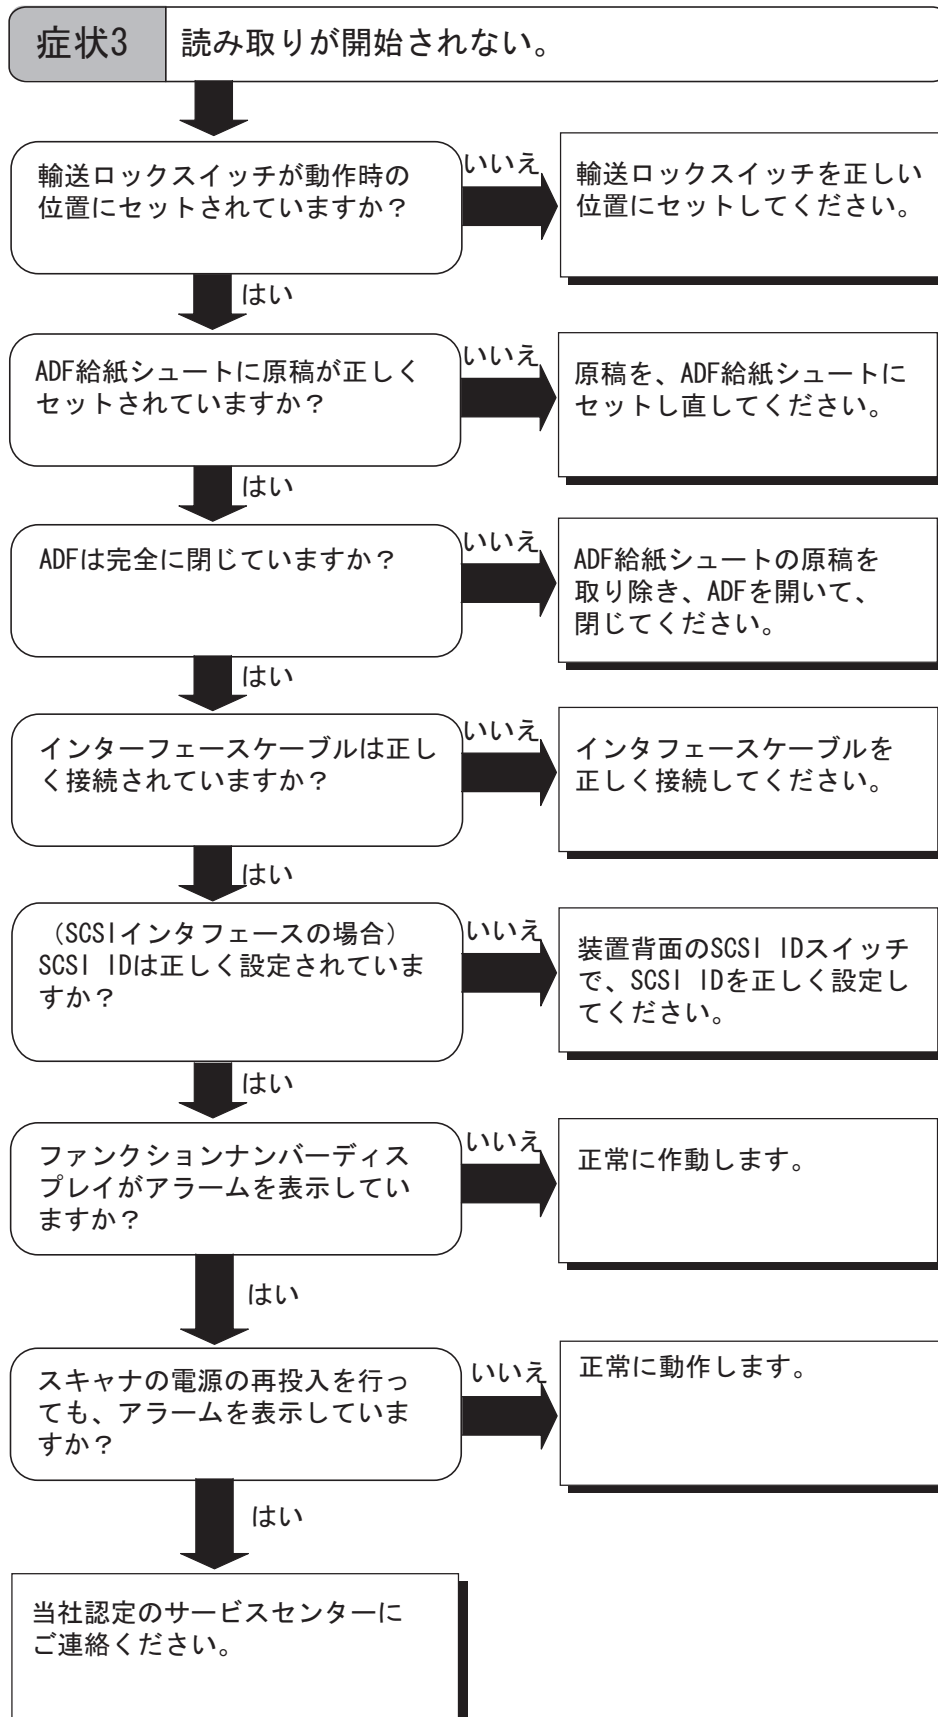 症状3
読み取りが開始されない。
輸送ロックスイッチが動作時の
位置にセットされていますか？
いいえ
輸送ロックスイッチを正しい
位置にセットしてください。
はい
ADF給紙シュートに原稿が正しく
セットされていますか？
いいえ
原稿を、ADF給紙シュートに
セットし直してください。
はい
ADFは完全に閉じていますか？
いいえ
ADF給紙シュートの原稿を
取り除き、ADFを開いて、
閉じてください。
はい
インターフェースケーブルは正し
く接続されていますか？
いいえ
インタフェースケーブルを
正しく接続してください。
はい
（SCSIインタフェースの場合）
SCSI IDは正しく設定されていま
すか？
いいえ
装置背面のSCSI IDスイッチ
で、SCSI IDを正しく設定し
てください。
はい
ファンクションナンバーディス
プレイがアラームを表示してい
ますか？
いいえ
正常に作動します。
はい
スキャナの電源の再投入を行っ
ても、アラームを表示していま
すか？
いいえ
正常に動作します。
はい
当社認定のサービスセンターに
ご連絡ください。